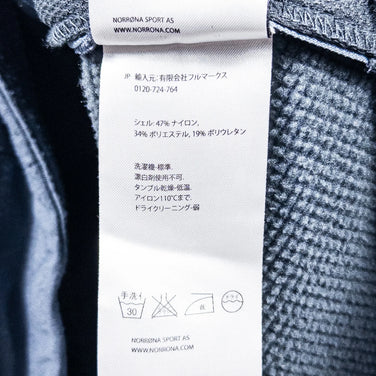 NORRØNA SPORT AS
WWW.NORRONA.COM
JP 輸入元:有限会社フルマークス
0120-724-764
シェル: 47% ナイロン,
34% ポリエステル, 19% ポリウレタン
洗濯機-標準.
漂白剤使用不可.
タンブル乾燥-低温.
アイロン110℃まで.
ドライクリーニング-弱
手洗イ
30
NORRØNA SPORT AS
WWW.NORRONA.COM